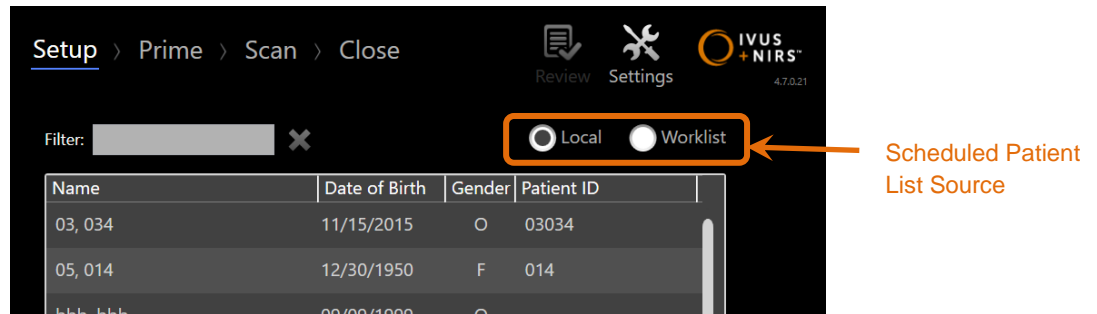 Setup > Prime > Scan > Close
Review
Settings
IVUS
+NIRS™
4.7.0.21
Filter:
Local
Worklist
Scheduled Patient
List Source
Name Date of Birth Gender Patient ID
03, 034 11/15/2015 O 03034
05, 014 12/30/1950 F 014